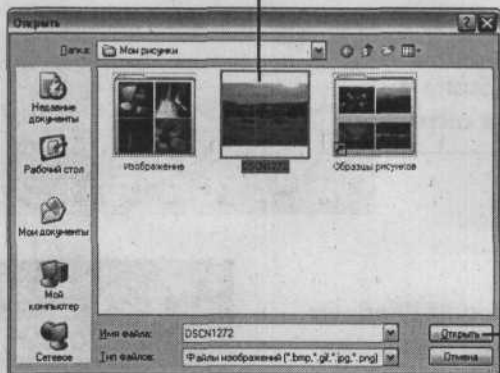 Открыть
Папка: Мои рисунки
Недавние документы
Рабочий стол
Мои документы
Мой компьютер
Сетевое
Изображение
DSCN1272
Образцы рисунков
Имя файла: DSCN1272 Открыть
Тип файлов: Файлы изображений (*.bmp,*.gif,*.jpg,*.png) Отмена